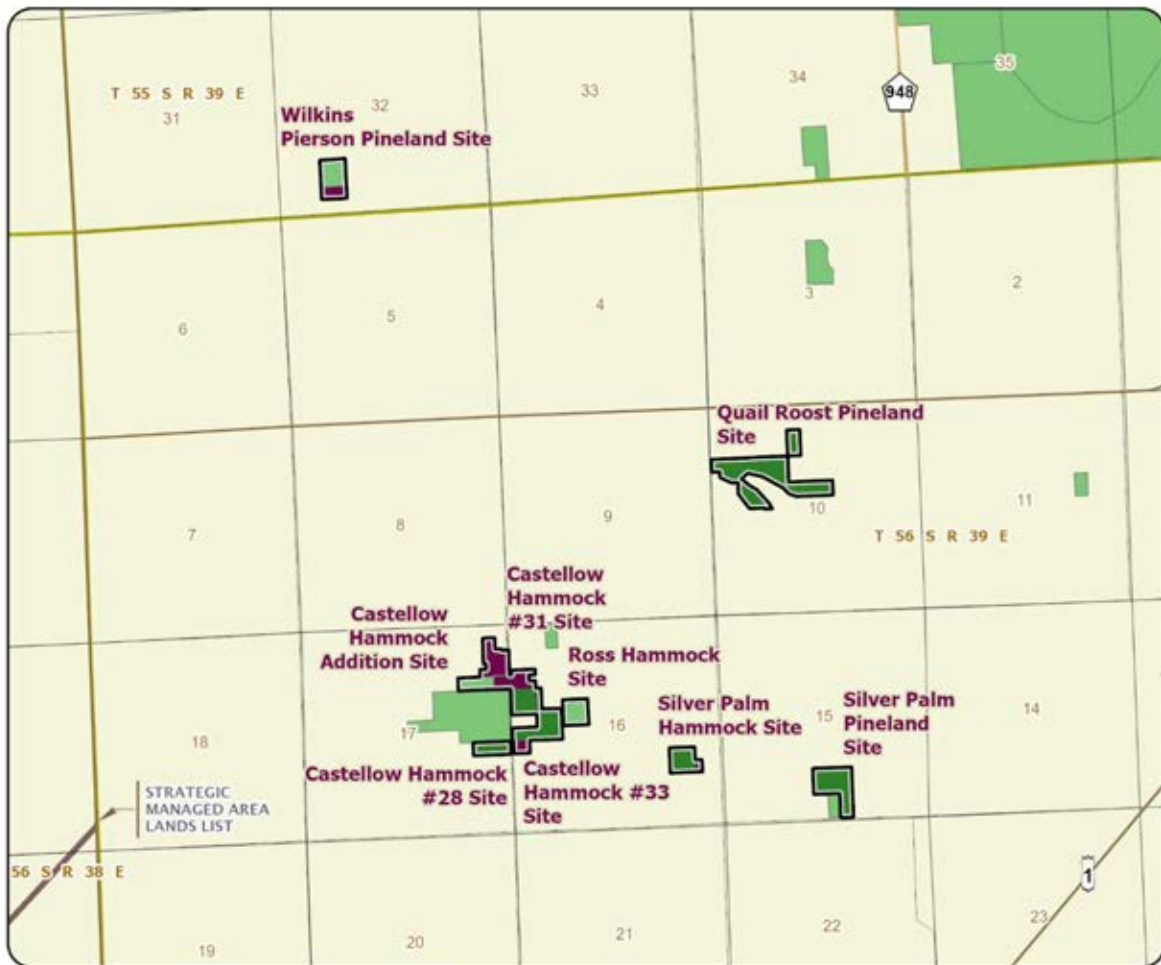 34
35
33
948
T 55 S R 39 E
32
31
Wilkins
Pierson Pineland Site
2
3
4
5
6
Quail Roost Pineland
Site
11
10
9
8
7
T 56 S R 39 E
Castellow
Hammock
#31 Site
Castellow
Hammock
Addition Site
Ross Hammock
Site
Silver Palm
Hammock Site
Silver Palm
Pineland
Site
14
15
16
17
18
Castellow Hammock
#28 Site
Castellow
Hammock #33
Site
STRATEGIC
MANAGED AREA
LANDS LIST
56 S R 38 E
1
23
22
21
20
19